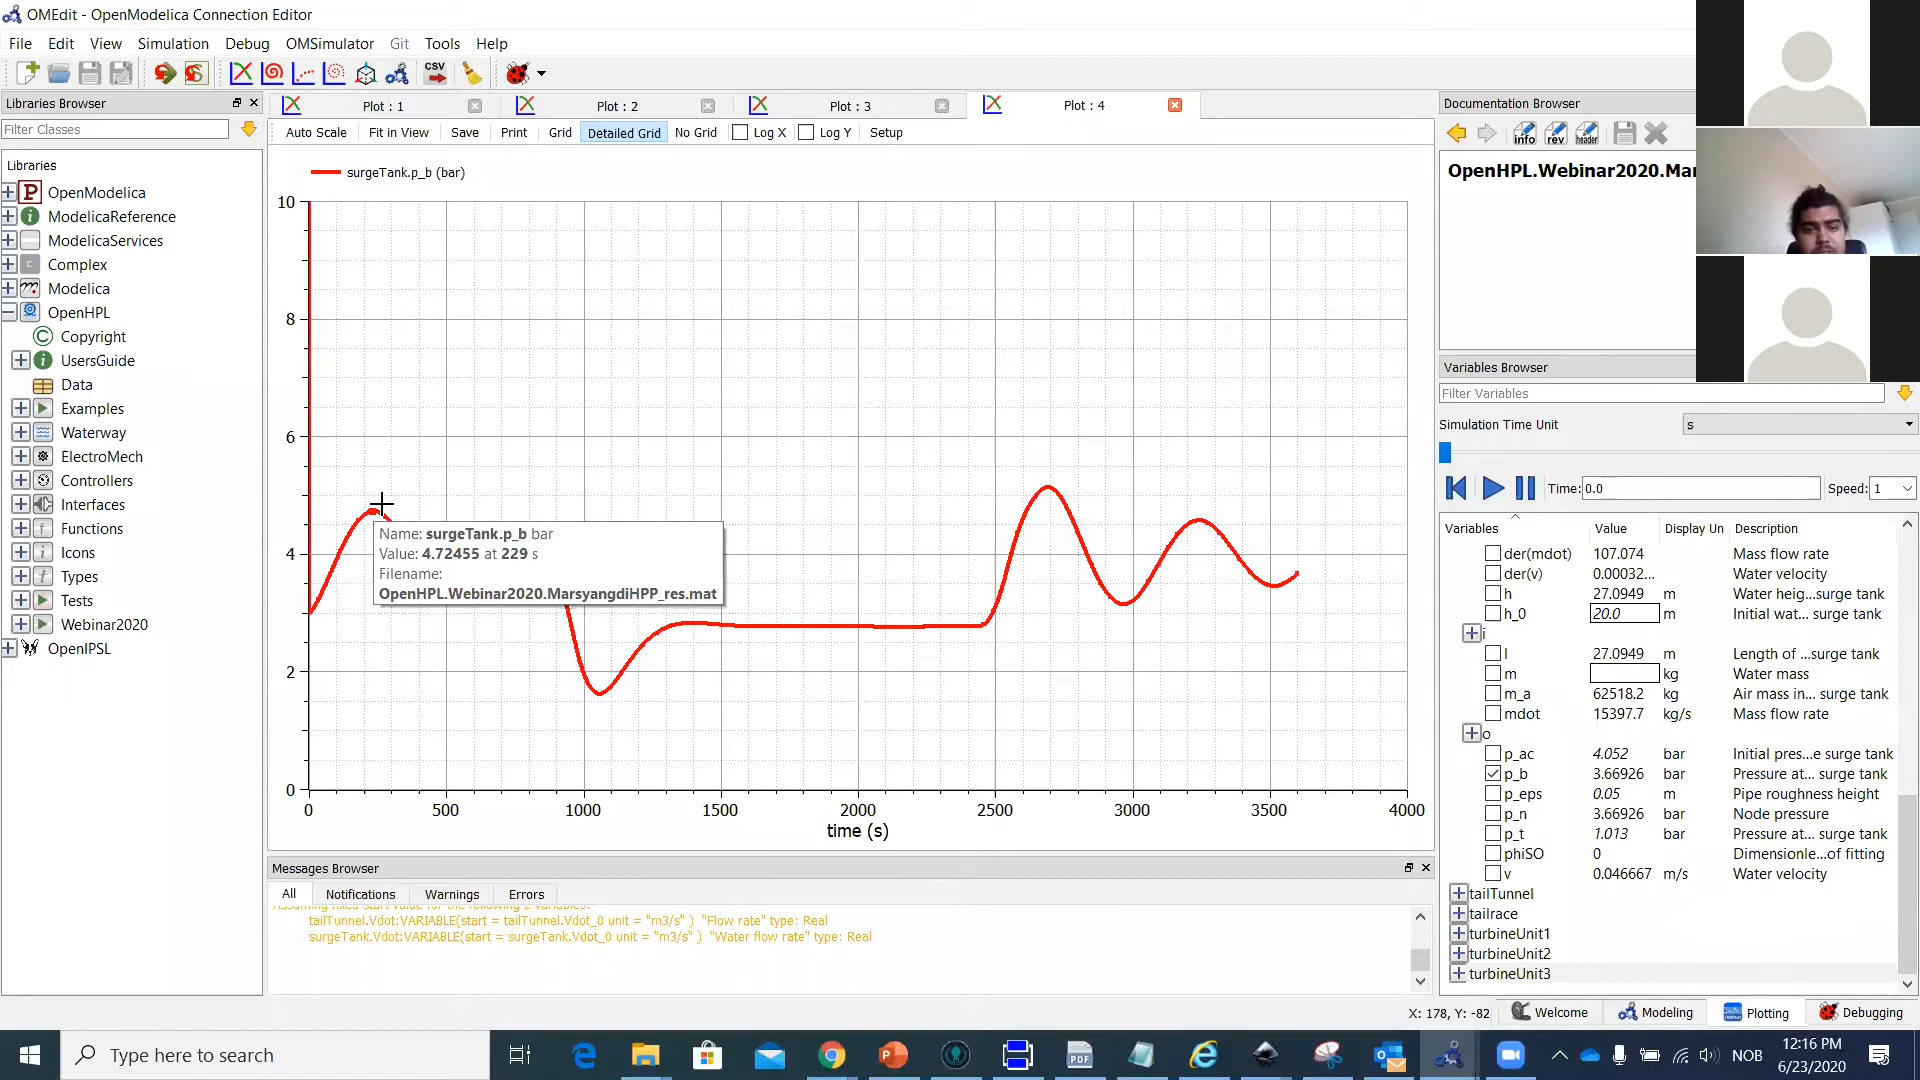 OMEdit - OpenModelica Connection Editor
File Edit View Simulation Debug OMSimulator Git Tools Help
CSV
Libraries Browser
Filter Classes
Libraries
P OpenModelica
i ModelicaReference
ModelicaServices
C Complex
Modelica
OpenHPL
© Copyright
i UsersGuide
Data
Examples
Waterway
ElectroMech
Controllers
Interfaces
f Functions
Icons
t Types
Tests
Webinar2020
OpenIPSL
Plot : 1 Plot : 2 Plot : 3 Plot : 4
Auto Scale Fit in View Save Print Grid Detailed Grid No Grid Log X Log Y Setup
surgeTank.p_b (bar)
10
8
6
4
2
0
0 500 1000 1500 2000 2500 3000 3500 4000
time (s)
Name: surgeTank.p_b bar
Value: 4.72455 at 229 s
Filename:
OpenHPL.Webinar2020.MarsyangdiHPP_res.mat
Messages Browser
All Notifications Warnings Errors
tailTunnel.Vdot:VARIABLE(start = tailTunnel.Vdot_0 unit = "m3/s" ) "Flow rate" type: Real
surgeTank.Vdot:VARIABLE(start = surgeTank.Vdot_0 unit = "m3/s" ) "Water flow rate" type: Real
Documentation Browser
info rev header
OpenHPL.Webinar2020.Mar
Variables Browser
Filter Variables
Simulation Time Unit s
Time: 0.0 Speed: 1
Variables Value Display Un Description
der(mdot) 107.074 Mass flow rate
der(v) 0.00032... Water velocity
h 27.0949 m Water heig...surge tank
h_0 20.0 m Initial wat... surge tank
i
l 27.0949 m Length of ...surge tank
m kg Water mass
m_a 62518.2 kg Air mass in... surge tank
mdot 15397.7 kg/s Mass flow rate
o
p_ac 4.052 bar Initial pres...e surge tank
p_b 3.66926 bar Pressure at... surge tank
p_eps 0.05 m Pipe roughness height
p_n 3.66926 bar Node pressure
p_t 1.013 bar Pressure at... surge tank
phiSO 0 Dimensionle...of fitting
v 0.046667 m/s Water velocity
tailTunnel
tailrace
turbineUnit1
turbineUnit2
turbineUnit3
X: 178, Y: -82 Welcome Modeling Plotting Debugging
Type here to search
NOB
12:16 PM
6/23/2020